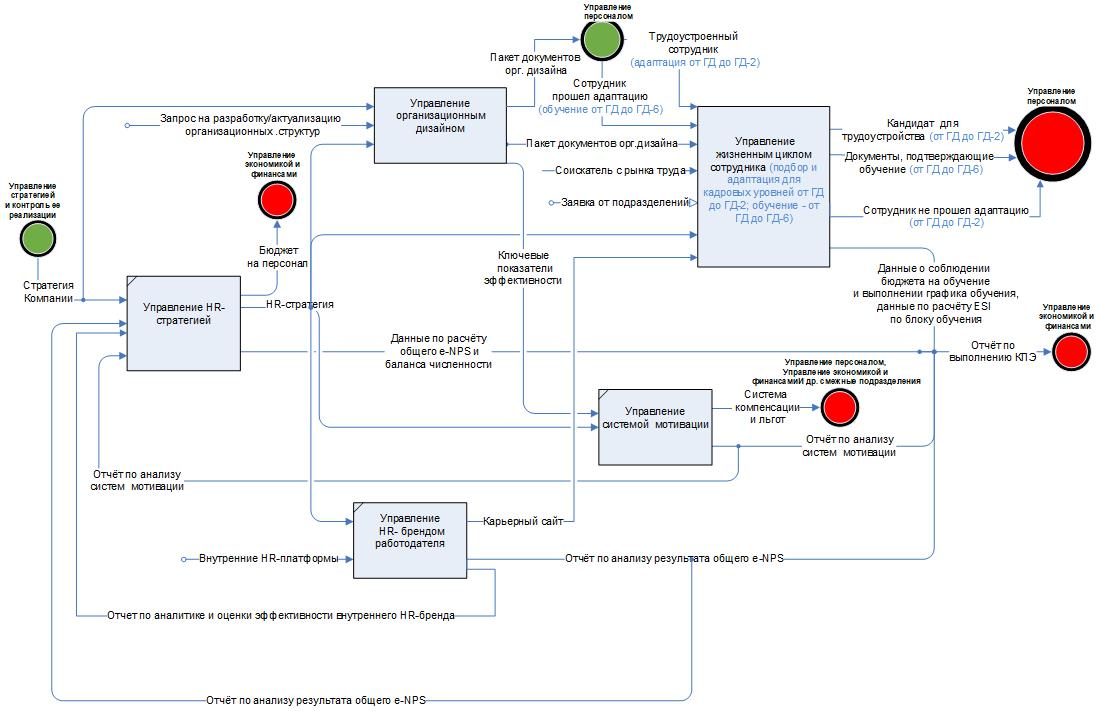 Управление
персоналом
Трудоустроенный
сотрудник
(адаптация от ГД до ГД-2)
Пакет документов
орг. дизайна
Сотрудник
прошел адаптацию
(обучение от ГД до ГД-6)
Управление
персоналом
Управление
организационным
дизайном
Запрос на разработку/актуализацию
организационных .структур
Управление
жизненным циклом
сотрудника (подбор и
адаптация для
кадровых уровней от ГД
до ГД-2; обучение - от
ГД до ГД-6)
Кандидат для
трудоустройства (от ГД до ГД-2)
Пакет документов орг.дизайна
Документы, подтверждающие
обучение (от ГД до ГД-6)
Соискатель с рынка труда
Заявка от подразделений
Сотрудник не прошел адаптацию
(от ГД до ГД-2)
Управление
экономикой и
финансами
Управление
стратегией
и контроль ее
реализации
Бюджет
на персонал
Ключевые
показатели
эффективности
Данные о соблюдении
бюджета на обучение
и выполнении графика обучения,
данные по расчёту ESI
по блоку обучения
Стратегия
Компании
Управление HR-
стратегией
HR-стратегия
Управление
экономикой и
финансами
Данные по расчёту
общего e-NPS и
баланса численности
Отчёт по
выполнению КПЭ
Управление персоналом,
Управление экономикой и
финансамиИ др. смежные подразделения
Управление
системой мотивации
Система
компенсации
и льгот
Отчёт по анализу
систем мотивации
Отчёт по анализу
систем мотивации
Управление
HR- брендом
работодателя
Карьерный сайт
Внутренние HR-платформы
Отчёт по анализу результата общего e-NPS
Отчет по аналитике и оценки эффективности внутреннего HR-бренда
Отчёт по анализу результата общего e-NPS